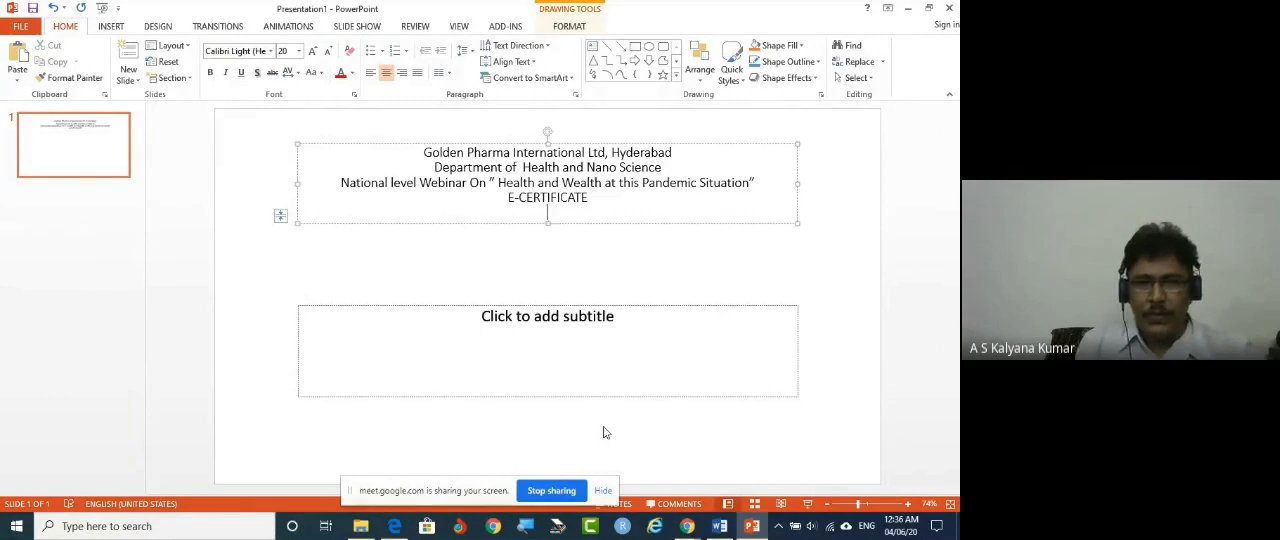 Presentation1 - PowerPoint
DRAWING TOOLS
Sign in
FILE HOME INSERT DESIGN TRANSITIONS ANIMATIONS SLIDE SHOW REVIEW VIEW ADD-INS FORMAT
Paste
Cut
Copy
Format Painter
Clipboard
New
Slide
Layout
Reset
Section
Slides
Calibri Light (He 20
B I U S abc AV Aa A
Font
Text Direction
Align Text
Convert to SmartArt
Paragraph
Arrange
Quick
Styles
Shape Fill
Shape Outline
Shape Effects
Drawing
Find
Replace
Select
Editing
1
Golden Pharma International Ltd, Hyderabad
Department of Health and Nano Science
National level Webinar On ” Health and Wealth at this Pandemic Situation”
E-CERTIFICATE
Click to add subtitle
A S Kalyana Kumar
meet.google.com is sharing your screen. Stop sharing Hide
SLIDE 1 OF 1 ENGLISH (UNITED STATES) NOTES COMMENTS 74%
Type here to search
ENG
12:36 AM
04/06/20